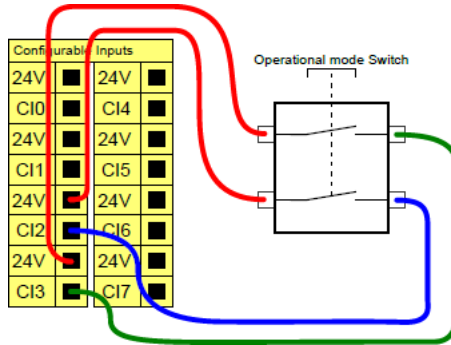 Configurable Inputs
Operational mode Switch
24V 24V
CI0 CI4
24V 24V
CI1 CI5
24V 24V
CI2 CI6
24V 24V
CI3 CI7